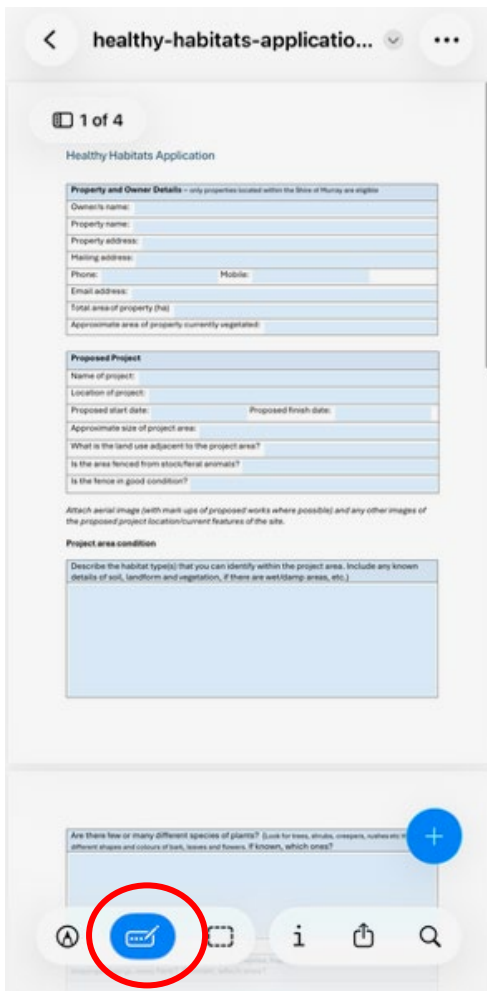 healthy-habitats-applicatio...
1 of 4
Healthy Habitats Application
Property and Owner Details – only properties located within the Shire of Murray are eligible
Owner/s name:
Property name:
Property address:
Mailing address:
Phone: Mobile:
Email address:
Total area of property (ha)
Approximate area of property currently vegetated:
Proposed Project
Name of project:
Location of project:
Proposed start date: Proposed finish date:
Approximate size of project area:
What is the land use adjacent to the project area?
Is the area fenced from stock/feral animals?
Is the fence in good condition?
Attach aerial image (with mark ups of proposed works where possible) and any other images of
the proposed project location/current features of the site.
Project area condition
Describe the habitat type(s) that you can identify within the project area. Include any known
details of soil, landform and vegetation, if there are wet/damp areas, etc.)
Are there few or many different species of plants? (Look for trees, shrubs, creepers, rushes etc
different shapes and colours of bark, leaves and flowers. If known, which ones?